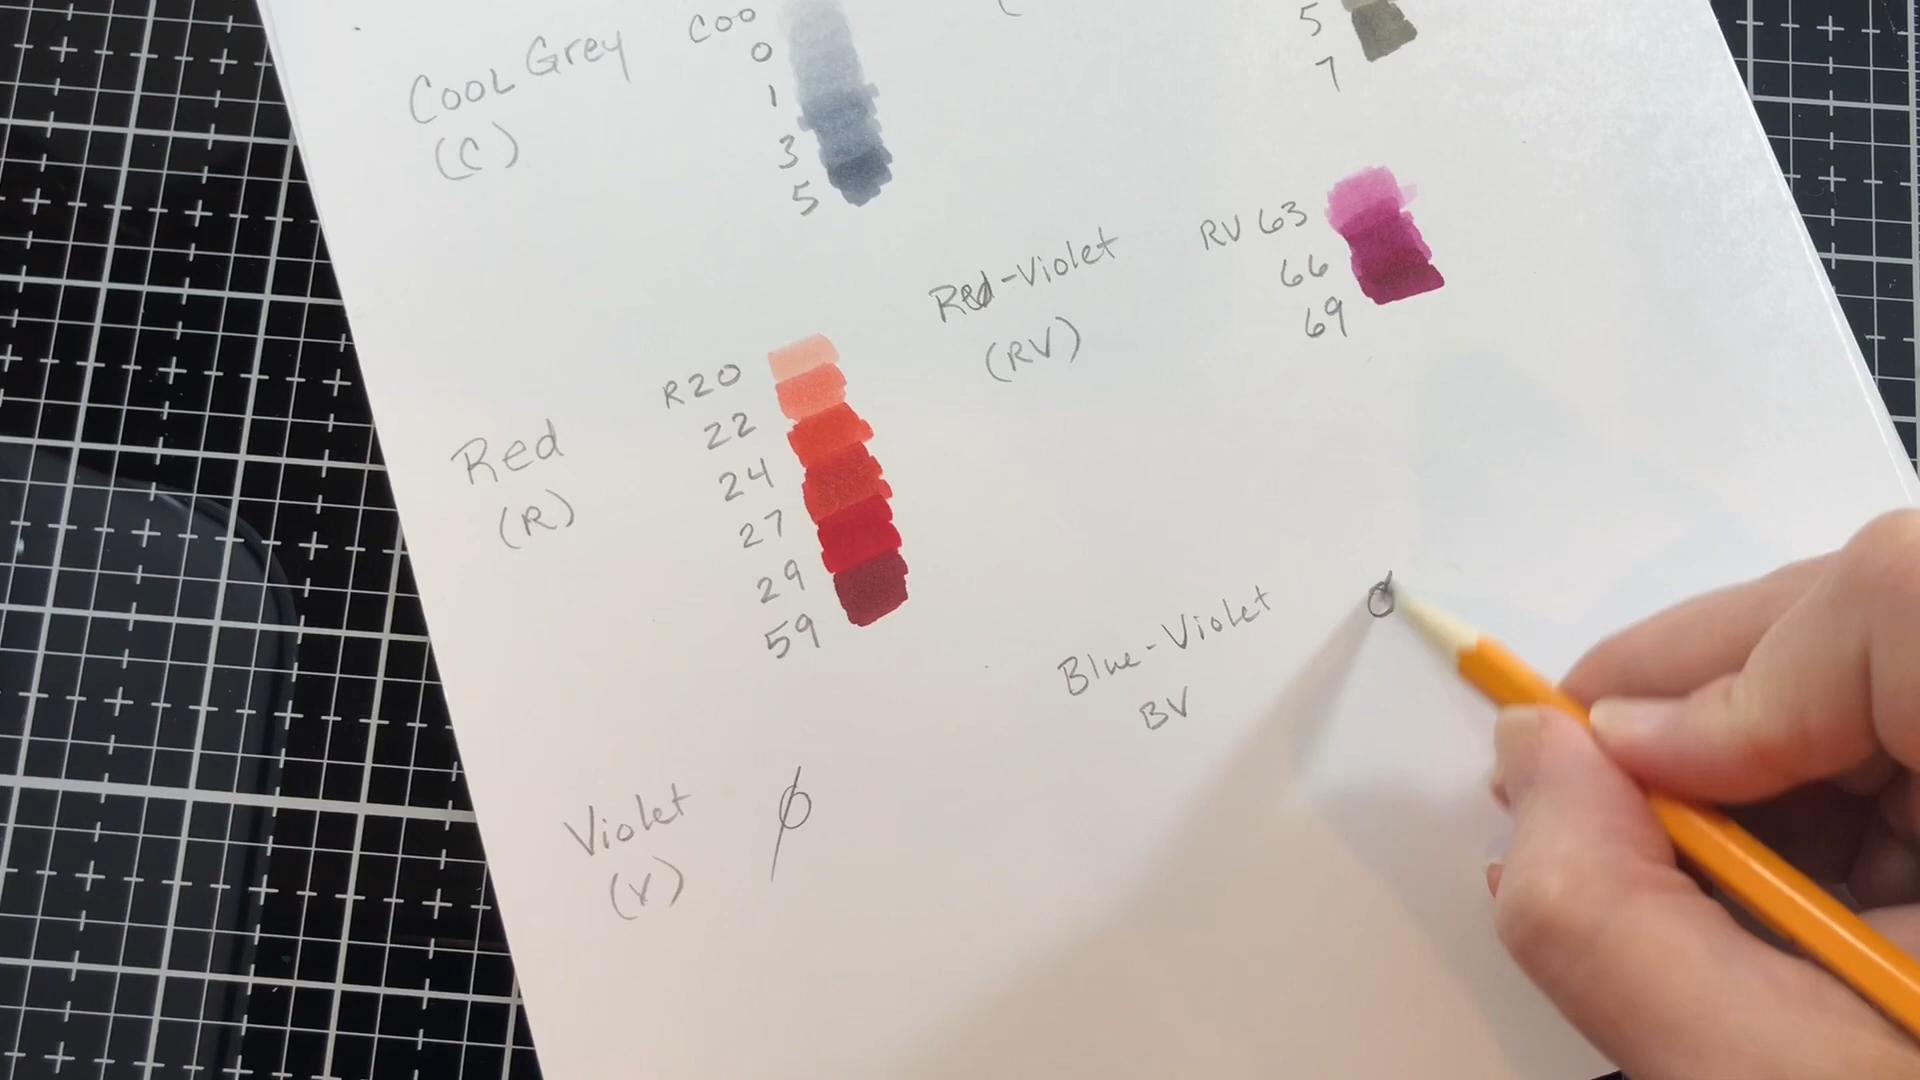 Cool Grey
(C)
C00
0
1
3
5
5
7
Red-Violet
(RV)
RV 63
66
69
Red
(R)
R20
22
24
27
29
59
Blue-Violet
BV
Ø
Violet
(V)
Ø